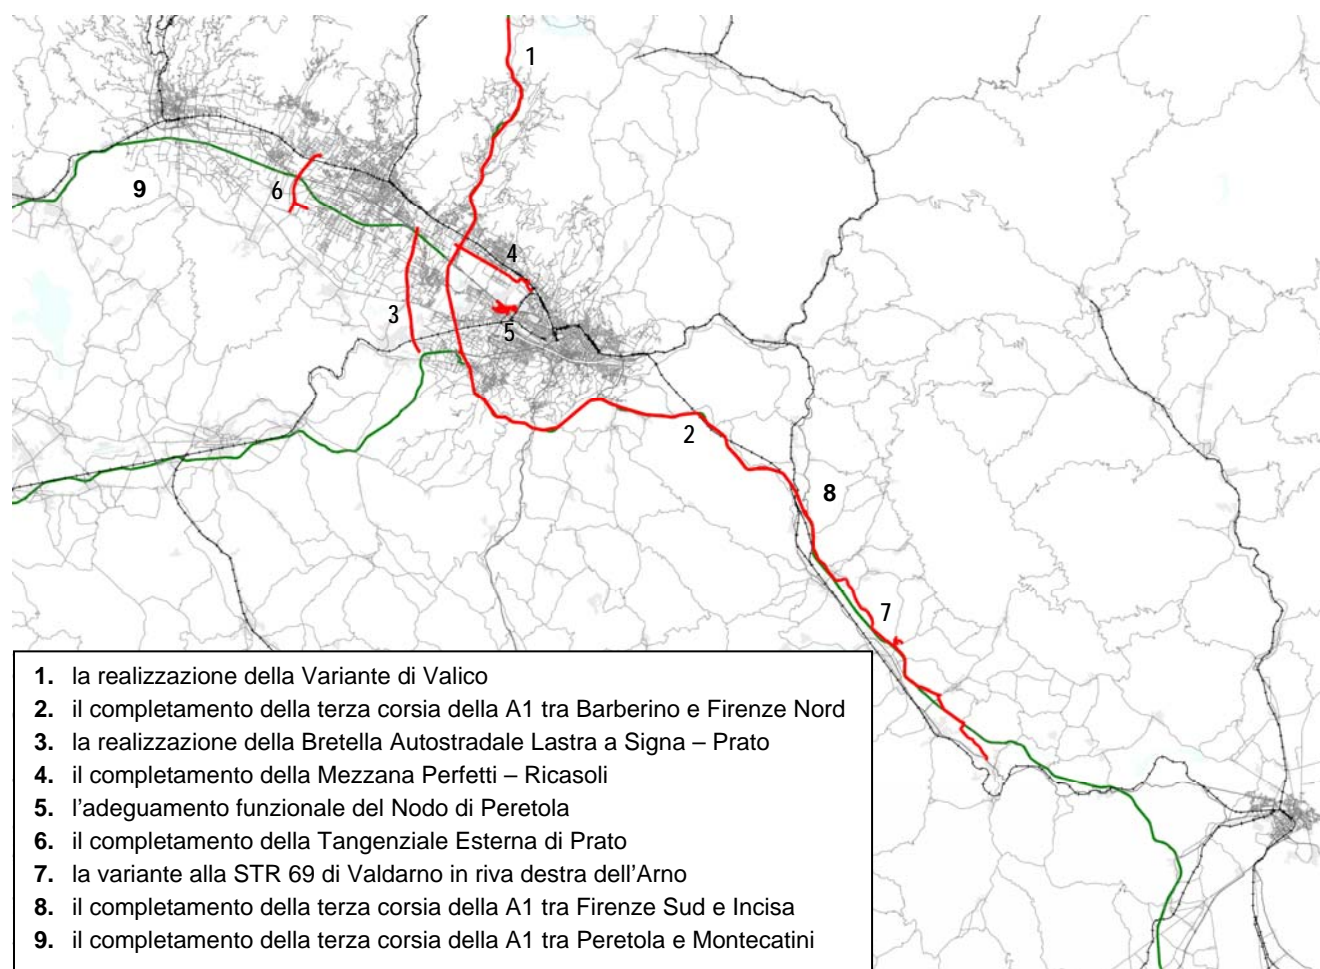 1
9
6
4
3
5
2
8
7
1. la realizzazione della Variante di Valico
2. il completamento della terza corsia della A1 tra Barberino e Firenze Nord
3. la realizzazione della Bretella Autostradale Lastra a Signa – Prato
4. il completamento della Mezzana Perfetti – Ricasoli
5. l'adeguamento funzionale del Nodo di Peretola
6. il completamento della Tangenziale Esterna di Prato
7. la variante alla STR 69 di Valdarno in riva destra dell'Arno
8. il completamento della terza corsia della A1 tra Firenze Sud e Incisa
9. il completamento della terza corsia della A1 tra Peretola e Montecatini